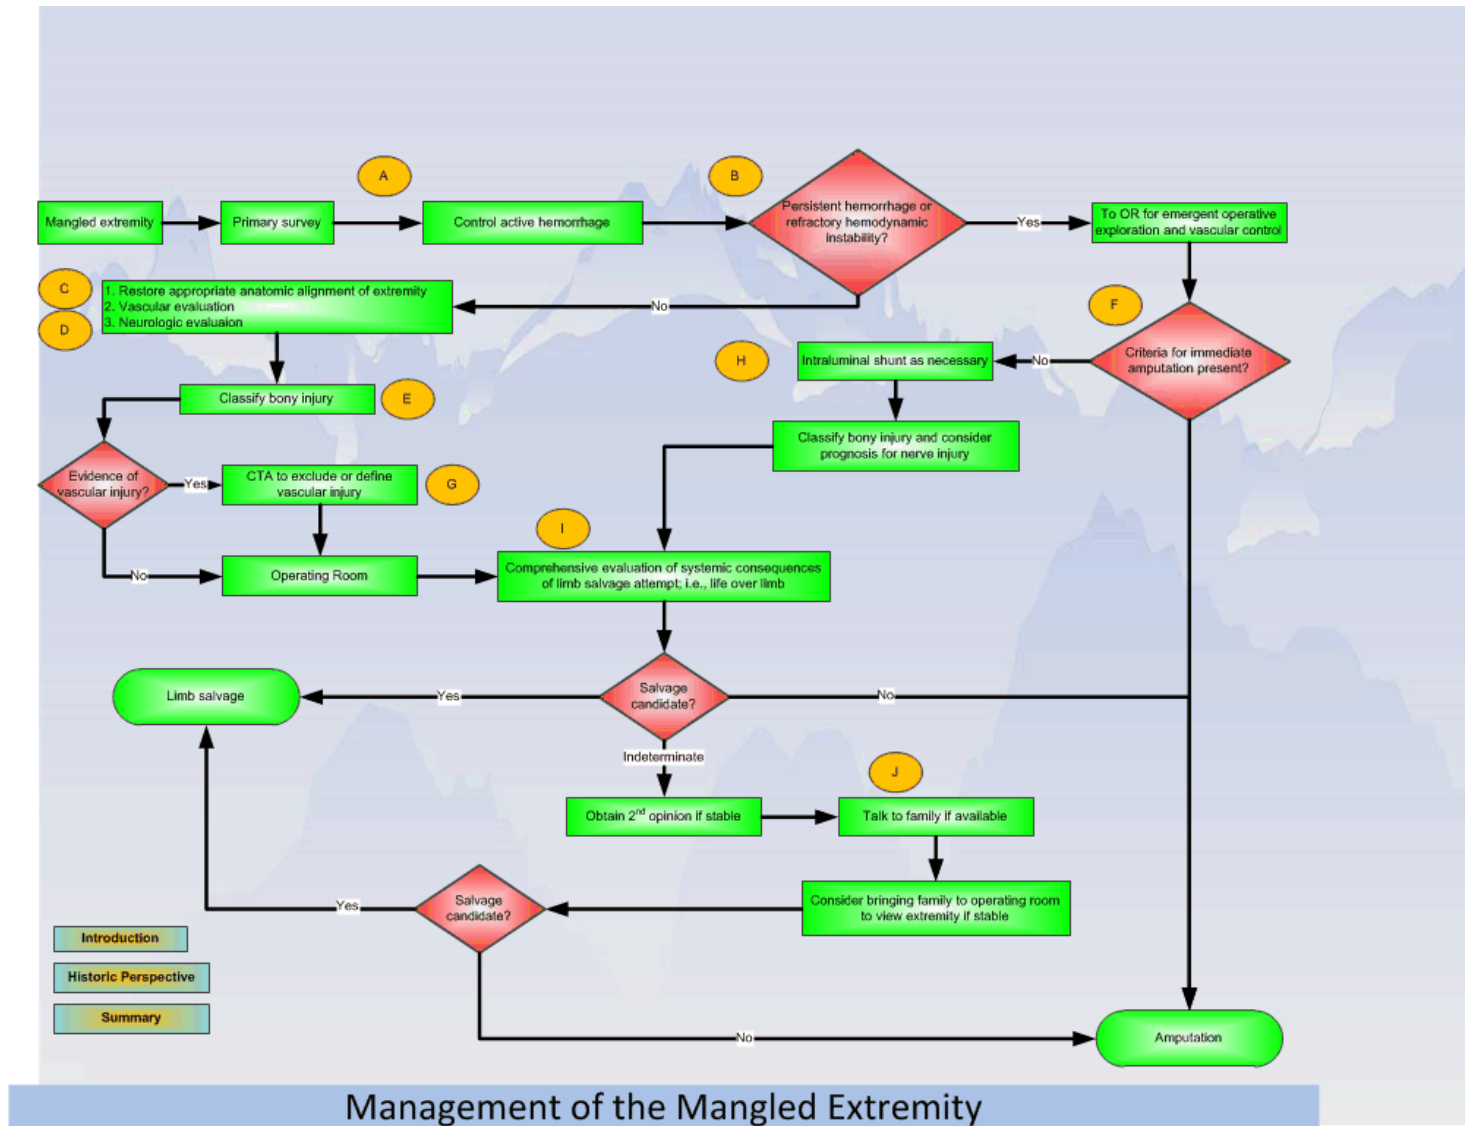 A
B
Mangled extremity
Primary survey
Control active hemorrhage
Persistent hemorrhage or
refractory hemodynamic
instability?
Yes
To OR for emergent operative
exploration and vascular control
C
D
1. Restore appropriate anatomic alignment of extremity
2. Vascular evaluation
3. Neurologic evaluaion
No
F
H
Intraluminal shunt as necessary
No
Criteria for immediate
amputation present?
Classify bony injury
E
Classify bony injury and consider
prognosis for nerve injury
Evidence of
vascular injury?
Yes
CTA to exclude or define
vascular injury
G
I
No
Operating Room
Comprehensive evaluation of systemic consequences
of limb salvage attempt; i.e., life over limb
Limb salvage
Yes
Salvage
candidate?
No
Indeterminate
J
Obtain 2nd opinion if stable
Talk to family if available
Yes
Salvage
candidate?
Consider bringing family to operating room
to view extremity if stable
Introduction
Historic Perspective
Summary
No
Amputation
Management of the Mangled Extremity